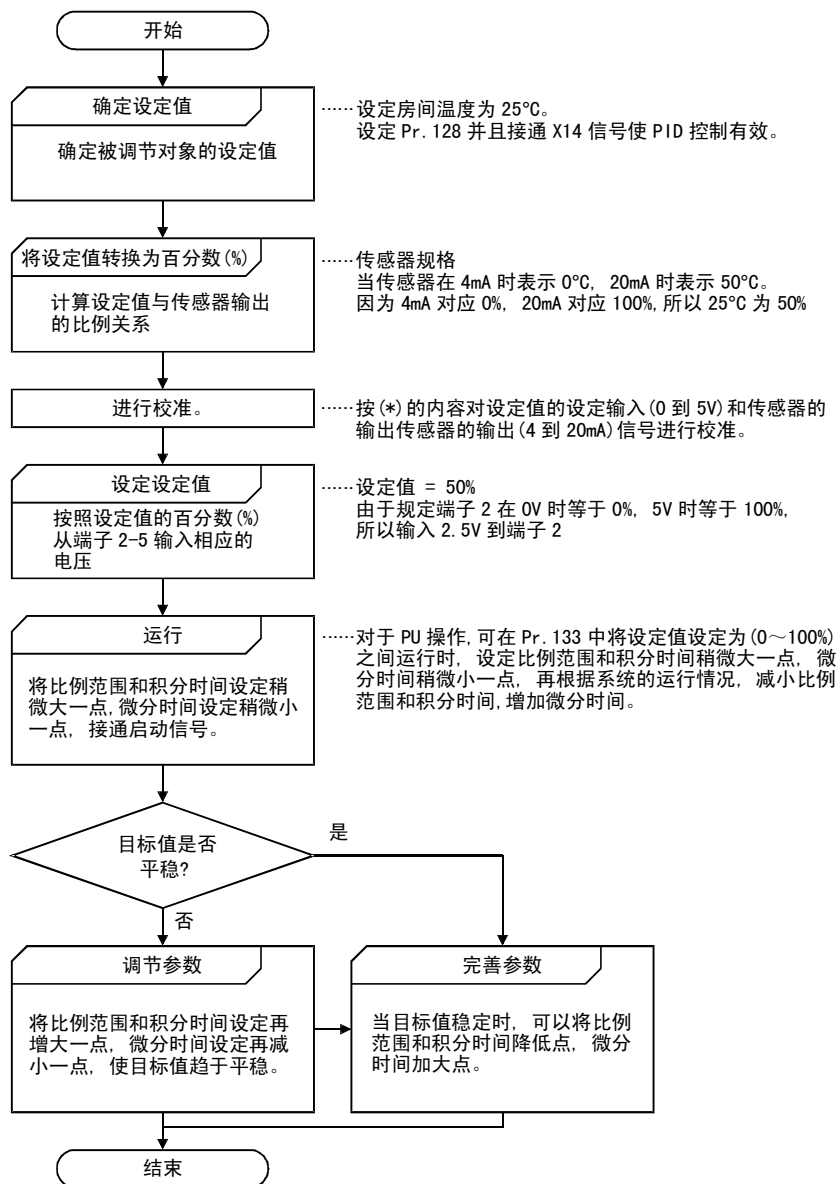 开始
确定设定值
确定被调节对象的设定值
……设定房间温度为 25°C。
设定 Pr.128 并且接通 X14 信号使 PID 控制有效。
将设定值转换为百分数(%)
计算设定值与传感器输出
的比例关系
……传感器规格
当传感器在 4mA 时表示 0°C, 20mA 时表示 50°C。
因为 4mA 对应 0%, 20mA 对应 100%,所以 25°C 为 50%
进行校准。
……按(*)的内容对设定值的设定输入(0 到 5V)和传感器的
输出传感器的输出(4 到 20mA)信号进行校准。
设定设定值
按照设定值的百分数(%)
从端子 2-5 输入相应的
电压
……设定值 = 50%
由于规定端子 2 在 0V 时等于 0%, 5V 时等于 100%,
所以输入 2.5V 到端子 2
运行
将比例范围和积分时间设定稍
微大一点,微分时间设定稍微小
一点, 接通启动信号。
……对于 PU 操作,可在 Pr.133 中将设定值设定为(0～100%)
之间运行时, 设定比例范围和积分时间稍微大一点, 微
分时间稍微小一点, 再根据系统的运行情况, 减小比例
范围和积分时间,增加微分时间。
目标值是否
平稳?
是
否
调节参数
将比例范围和积分时间设定再
增大一点, 微分时间设定再减
小一点, 使目标值趋于平稳。
完善参数
当目标值稳定时, 可以将比例
范围和积分时间降低点, 微分
时间加大点。
结束